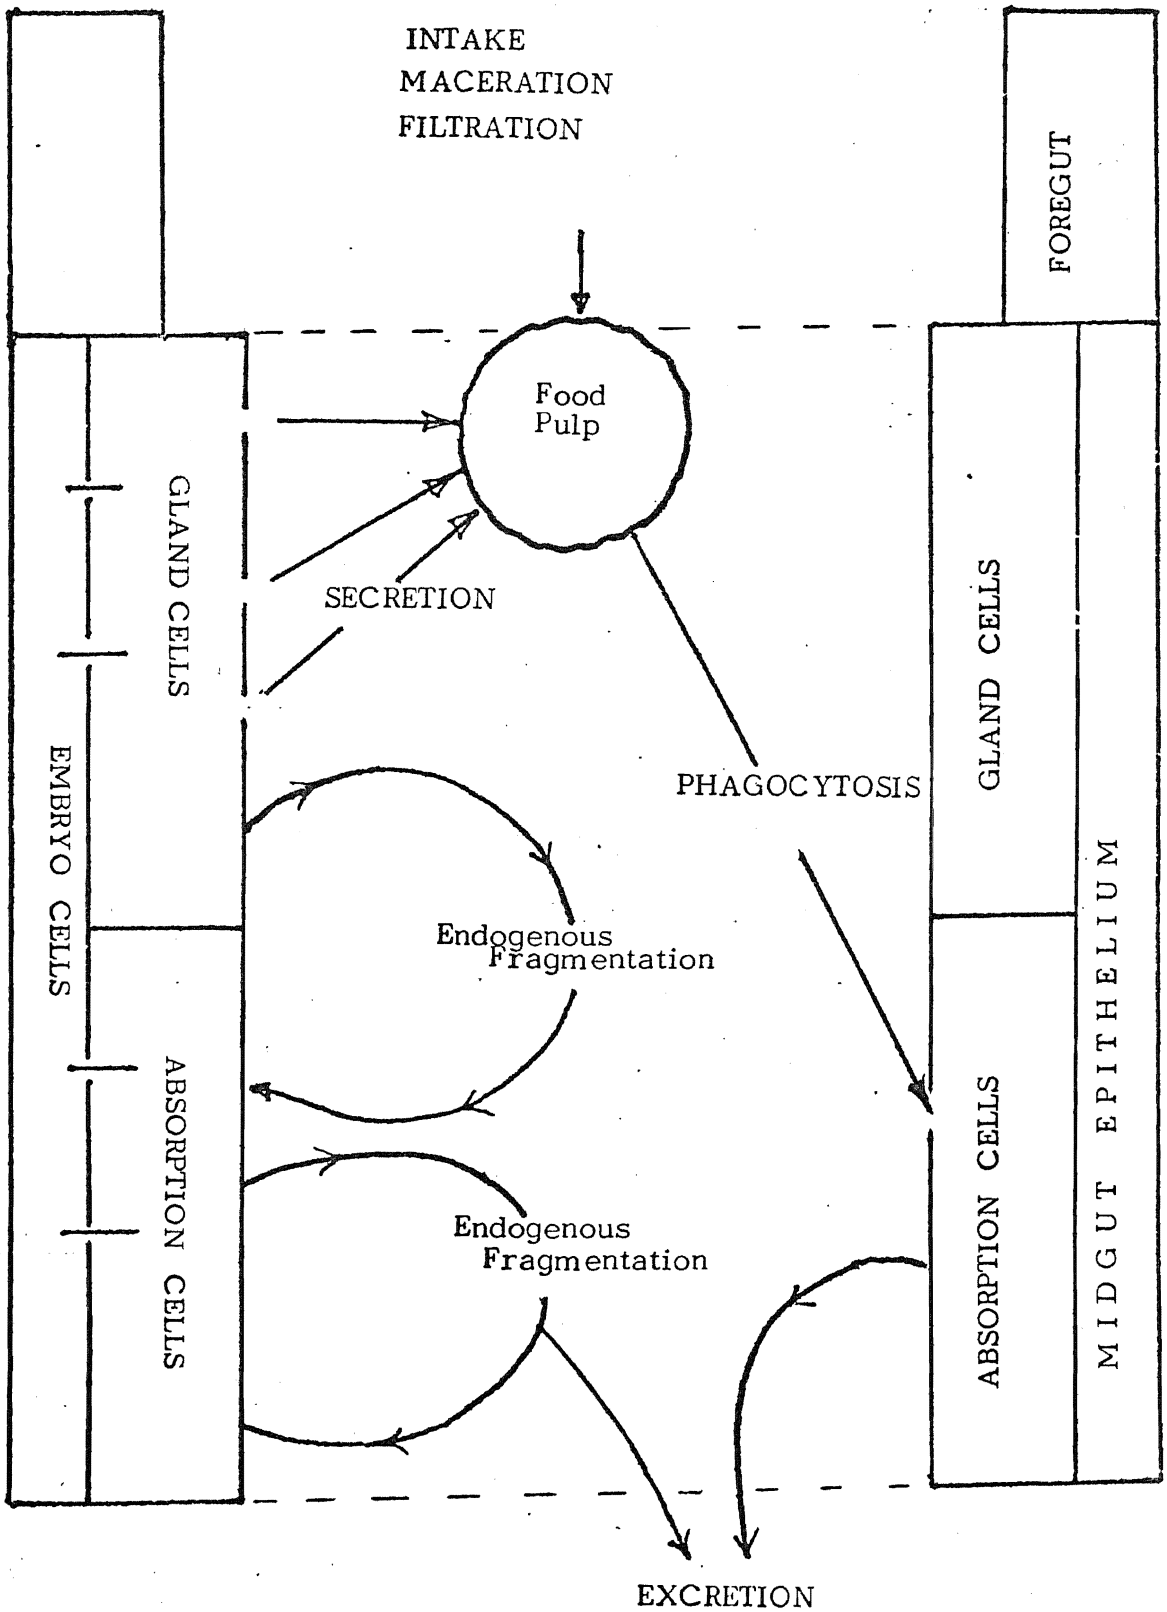 INTAKE
MACERATION
FILTRATION
FOREGUT
Food
Pulp
GLAND CELLS
SECRETION
GLAND CELLS
PHAGOCYTOSIS
EMBRYO CELLS
Endogenous
Fragmentation
MIDGUT EPITHELIUM
ABSORPTION CELLS
ABSORPTION CELLS
Endogenous
Fragmentation
EXCRETION